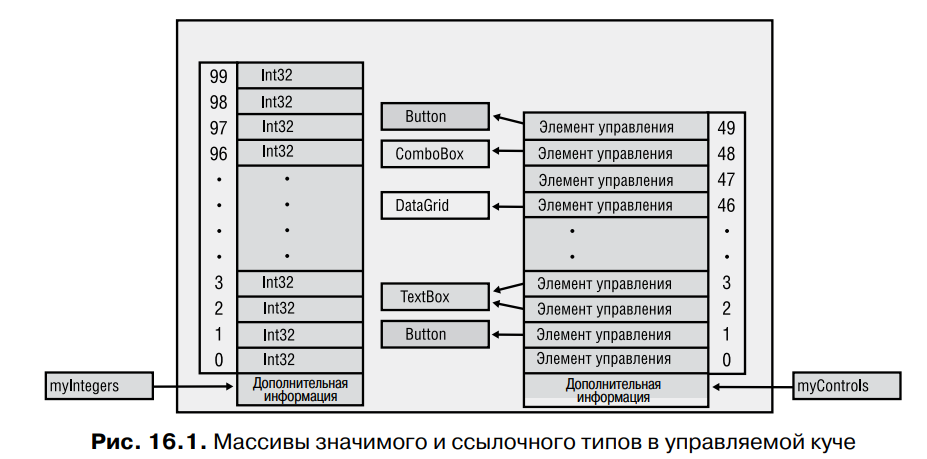 99 Int32
98 Int32
97 Int32
96 Int32
3 Int32
2 Int32
1 Int32
0 Int32
Дополнительная
информация
myIntegers
Button
ComboBox
DataGrid
TextBox
Button
Элемент управления 49
Элемент управления 48
Элемент управления 47
Элемент управления 46
Элемент управления 3
Элемент управления 2
Элемент управления 1
Элемент управления 0
Дополнительная
информация
myControls
Рис. 16.1. Массивы значимого и ссылочного типов в управляемой куче